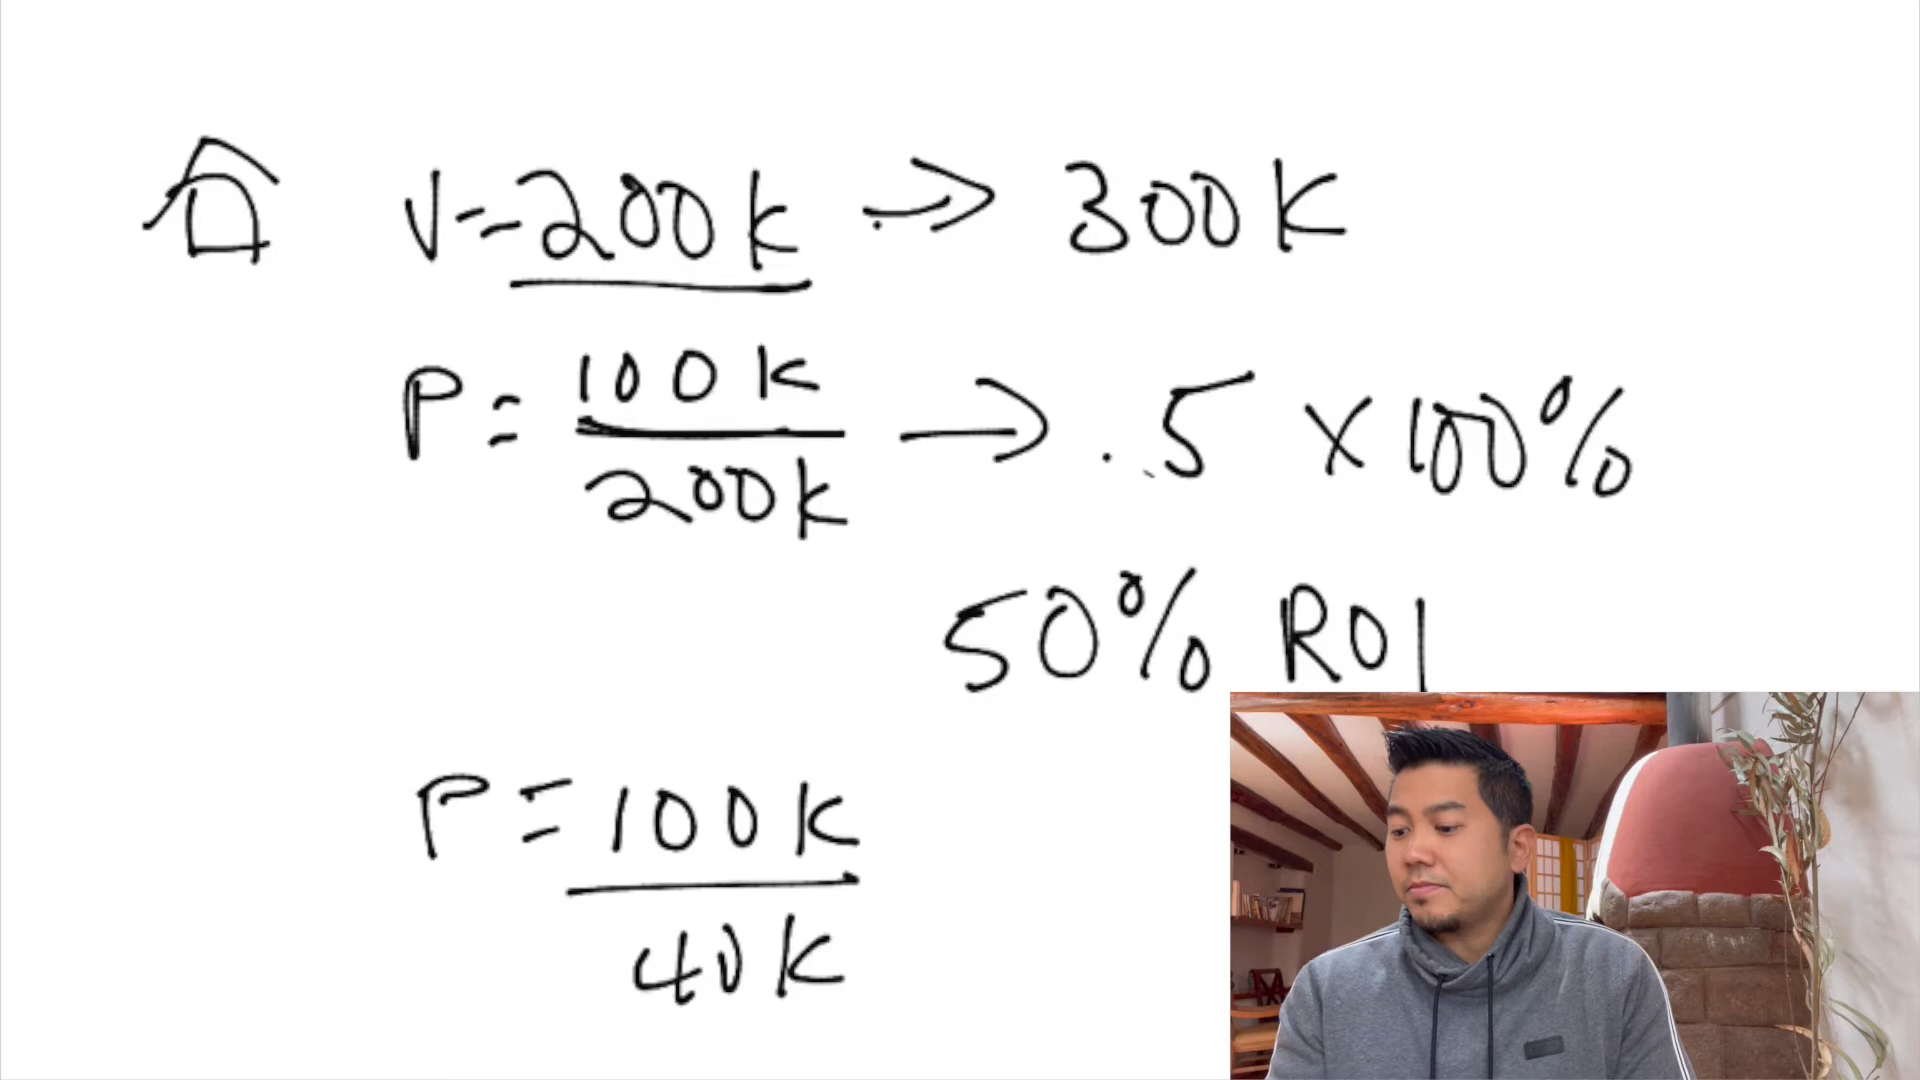 V=200K → 300K
P= 100K → .5 X 100%
200K
50% ROI
P= 100K
40K